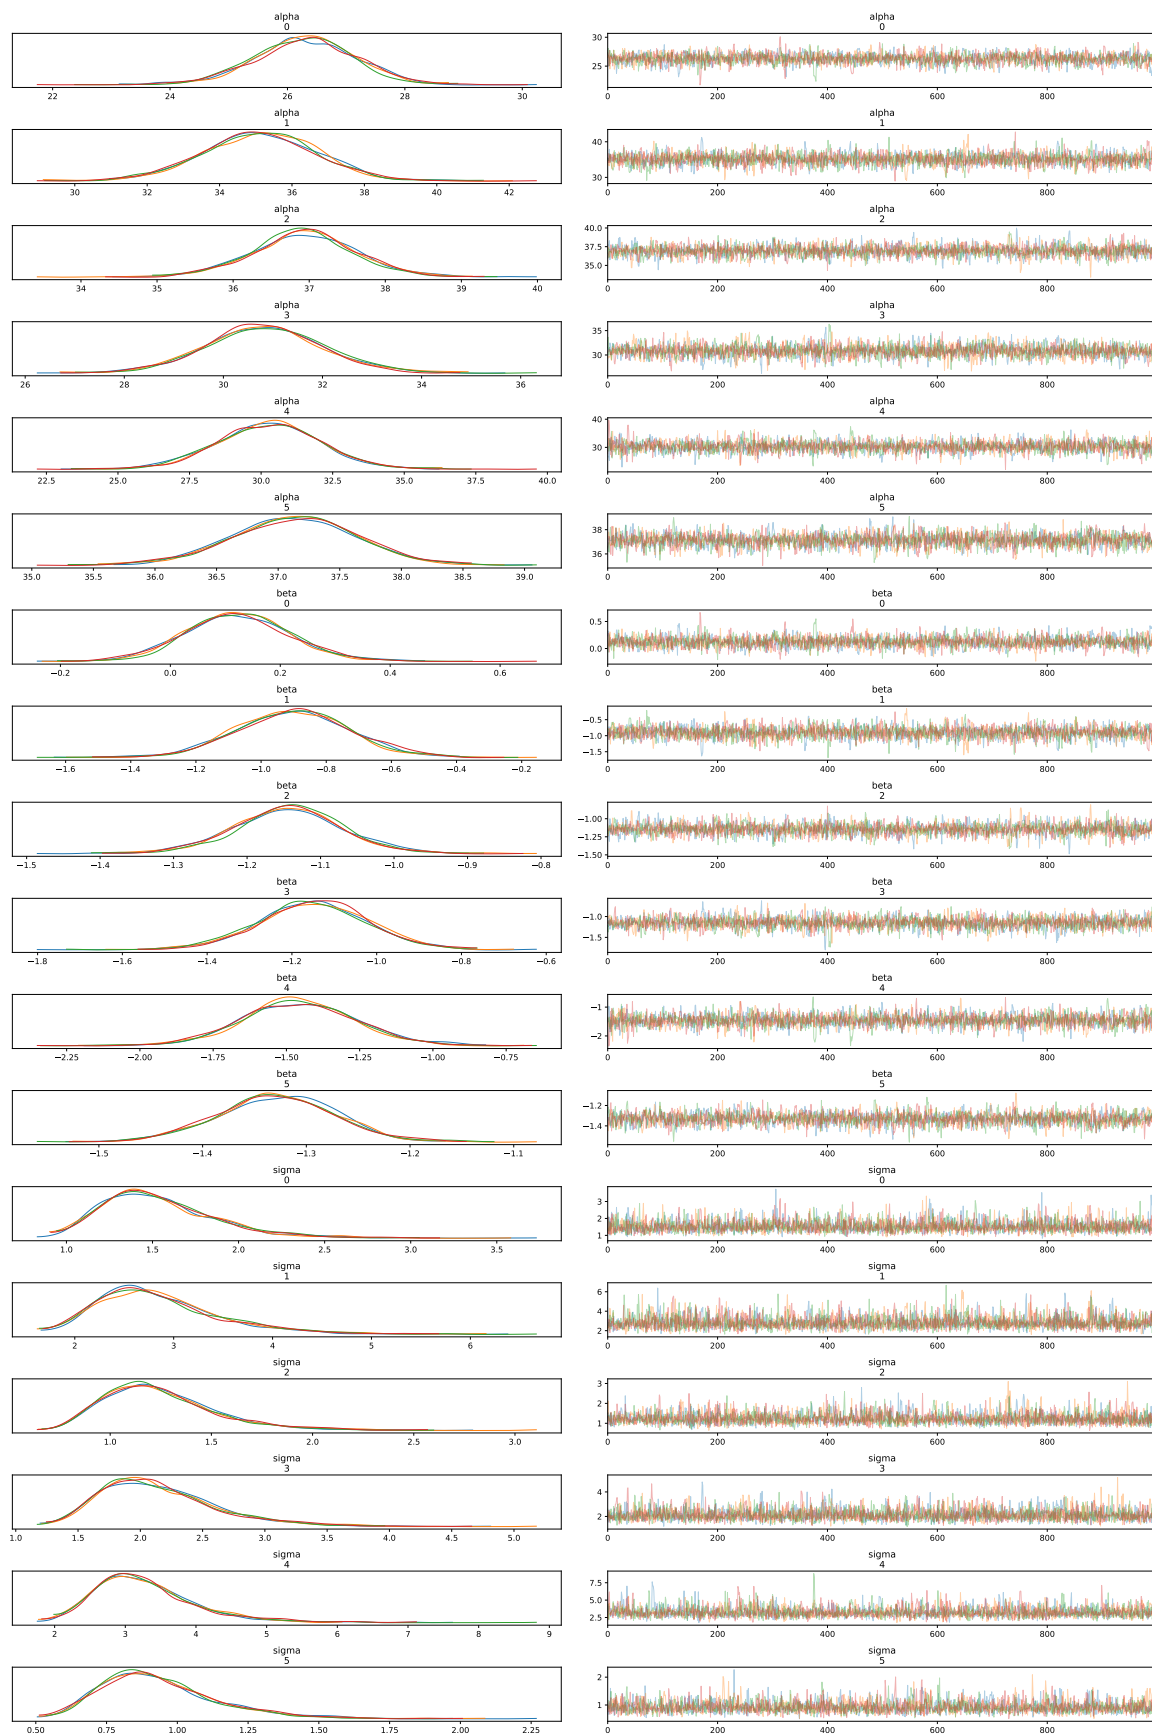 alpha
0
alpha
0
30
25
22 24 26 28 30
0 200 400 600 800
alpha
1
alpha
1
40
30
30 32 34 36 38 40 42
0 200 400 600 800
alpha
2
alpha
2
40.0
37.5
35.0
34 35 36 37 38 39 40
0 200 400 600 800
alpha
3
alpha
3
35
30
26 28 30 32 34 36
0 200 400 600 800
alpha
4
alpha
4
40
30
22.5 25.0 27.5 30.0 32.5 35.0 37.5 40.0
0 200 400 600 800
alpha
5
alpha
5
38
36
35.0 35.5 36.0 36.5 37.0 37.5 38.0 38.5 39.0
0 200 400 600 800
beta
0
beta
0
0.5
0.0
−0.2 0.0 0.2 0.4 0.6
0 200 400 600 800
beta
1
beta
1
−0.5
−1.0
−1.5
−1.6 −1.4 −1.2 −1.0 −0.8 −0.6 −0.4 −0.2
0 200 400 600 800
beta
2
beta
2
−1.00
−1.25
−1.50
−1.5 −1.4 −1.3 −1.2 −1.1 −1.0 −0.9 −0.8
0 200 400 600 800
beta
3
beta
3
−1.0
−1.5
−1.8 −1.6 −1.4 −1.2 −1.0 −0.8 −0.6
0 200 400 600 800
beta
4
beta
4
−1
−2
−2.25 −2.00 −1.75 −1.50 −1.25 −1.00 −0.75
0 200 400 600 800
beta
5
beta
5
−1.2
−1.4
−1.5 −1.4 −1.3 −1.2 −1.1
0 200 400 600 800
sigma
0
sigma
0
3
2
1
1.0 1.5 2.0 2.5 3.0 3.5
0 200 400 600 800
sigma
1
sigma
1
6
4
2
2 3 4 5 6
0 200 400 600 800
sigma
2
sigma
2
3
2
1
1.0 1.5 2.0 2.5 3.0
0 200 400 600 800
sigma
3
sigma
3
4
2
1.0 1.5 2.0 2.5 3.0 3.5 4.0 4.5 5.0
0 200 400 600 800
sigma
4
sigma
4
7.5
5.0
2.5
2 3 4 5 6 7 8 9
0 200 400 600 800
sigma
5
sigma
5
2
1
0.50 0.75 1.00 1.25 1.50 1.75 2.00 2.25
0 200 400 600 800